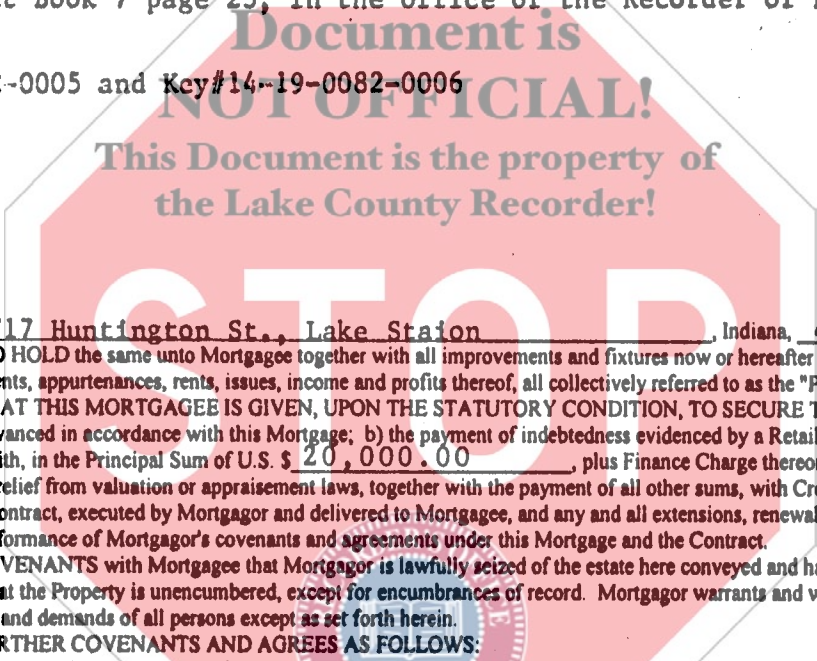 Book 7 page 25, in the office of the Recorder of
Document is
-0005 and Key#14-19-0082-0006
NOT OFFICIAL!
This Document is the property of
the Lake County Recorder!
STOP
17 Huntington St., Lake Staion, Indiana,
HOLD the same unto Mortgagee together with all improvements and fixtures now or hereafter
nts, appurtenances, rents, issues, income and profits thereof, all collectively referred to as the "P
AT THIS MORTGAGEE IS GIVEN, UPON THE STATUTORY CONDITION, TO SECURE T
vanced in accordance with this Mortgage; b) the payment of indebtedness evidenced by a Retail
ith, in the Principal Sum of U.S. $ 20,000.00, plus Finance Charge thereo
relief from valuation or appraisement laws, together with the payment of all other sums, with Cr
ontract, executed by Mortgagor and delivered to Mortgagee, and any and all extensions, renewal
formance of Mortgagor's covenants and agreements under this Mortgage and the Contract.
VENANTS with Mortgagee that Mortgagor is lawfully seized of the estate here conveyed and ha
at the Property is unencumbered, except for encumbrances of record. Mortgagor warrants and w
and demands of all persons except as set forth herein.
RTHER COVENANTS AND AGREES AS FOLLOWS: